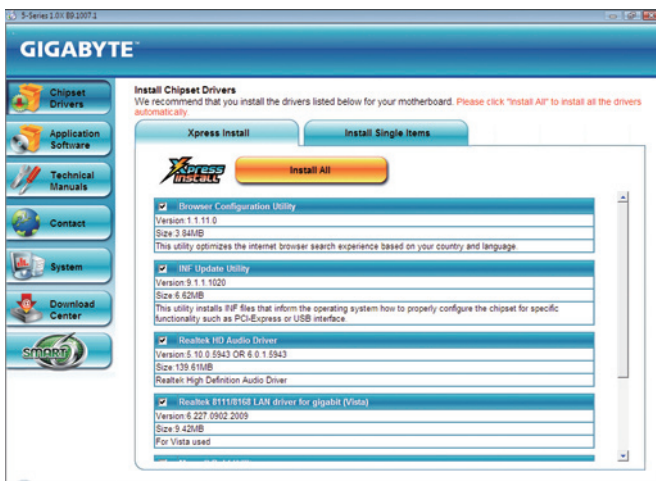 5-Series 1.0X B9.1007.1
GIGABYTE™
Chipset
Drivers
Application
Software
Technical
Manuals
Contact
System
Download
Center
SMART
Install Chipset Drivers
We recommend that you install the drivers listed below for your motherboard. Please click "Install All" to install all the drivers
automatically.
Xpress Install
Install Single Items
Xpress
INSTALL
Install All
Browser Configuration Utility
Version:1.1.11.0
Size:3.84MB
This utility optimizes the internet browser search experience based on your country and language.
INF Update Utility
Version:9.1.1.1020
Size:6.62MB
This utility installs INF files that inform the operating system how to properly configure the chipset for specific
functionality such as PCI-Express or USB interface.
Realtek HD Audio Driver
Version:5.10.0.5943 OR 6.0.1.5943
Size:139.61MB
Realtek High Definition Audio Driver
Realtek 8111/8168 LAN driver for gigabit (Vista)
Version:6.227.0902.2009
Size:9.42MB
For Vista used